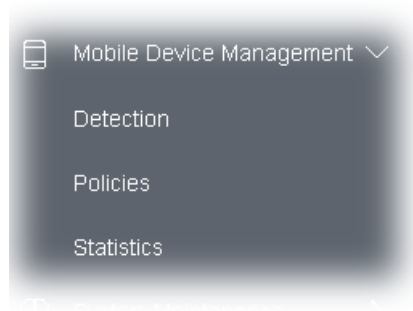 Mobile Device Management
Detection
Policies
Statistics